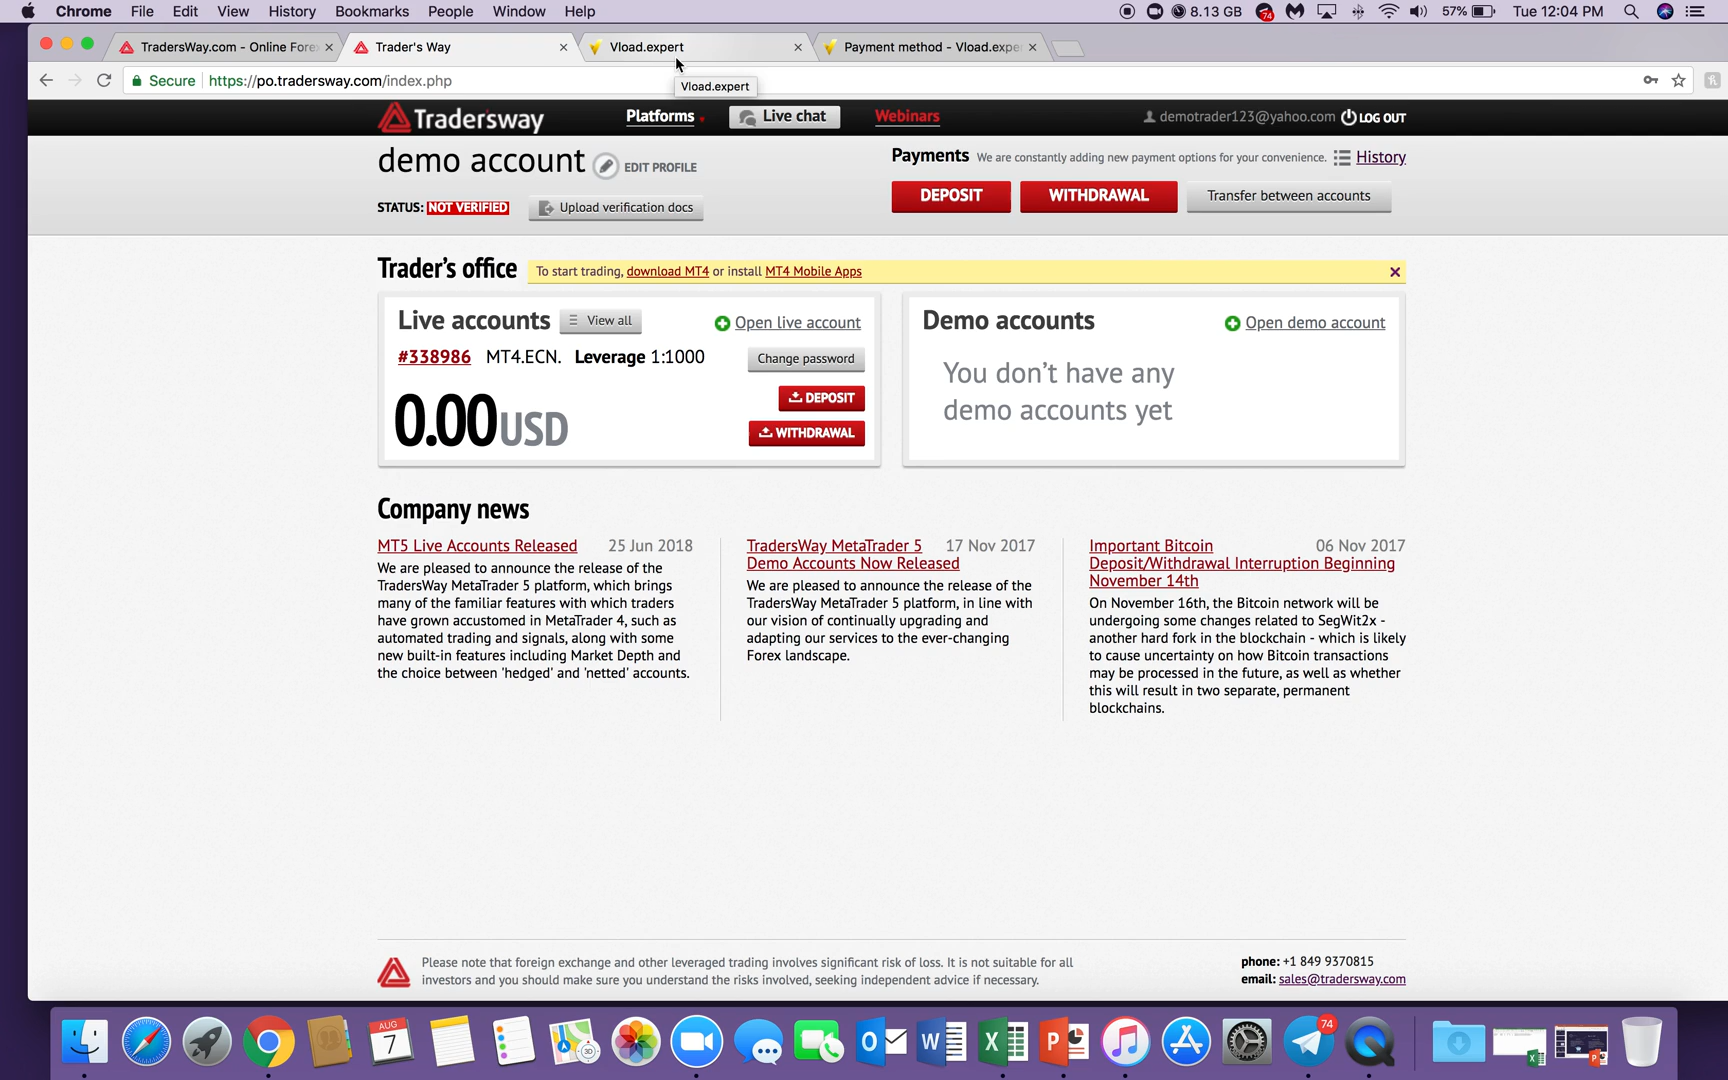 Chrome File Edit View History Bookmarks People Window Help 8.13 GB 74 57% Tue 12:04 PM
TradersWay.com - Online Forex Trader's Way Vload.expert Payment method - Vload.expe
Secure https://po.tradersway.com/index.php
Vload.expert
Tradersway Platforms Live chat Webinars demotrader123@yahoo.com LOG OUT
demo account EDIT PROFILE
Payments We are constantly adding new payment options for your convenience. History
DEPOSIT WITHDRAWAL Transfer between accounts
STATUS: NOT VERIFIED Upload verification docs
Trader's office To start trading, download MT4 or install MT4 Mobile Apps
Live accounts View all Open live account
#338986 MT4.ECN. Leverage 1:1000 Change password
0.00 USD
DEPOSIT
WITHDRAWAL
Demo accounts Open demo account
You don't have any
demo accounts yet
Company news
MT5 Live Accounts Released 25 Jun 2018
We are pleased to announce the release of the
TradersWay MetaTrader 5 platform, which brings
many of the familiar features with which traders
have grown accustomed in MetaTrader 4, such as
automated trading and signals, along with some
new built-in features including Market Depth and
the choice between 'hedged' and 'netted' accounts.
TradersWay MetaTrader 5 17 Nov 2017
Demo Accounts Now Released
We are pleased to announce the release of the
TradersWay MetaTrader 5 platform, in line with
our vision of continually upgrading and
adapting our services to the ever-changing
Forex landscape.
Important Bitcoin 06 Nov 2017
Deposit/Withdrawal Interruption Beginning
November 14th
On November 16th, the Bitcoin network will be
undergoing some changes related to SegWit2x -
another hard fork in the blockchain - which is likely
to cause uncertainty on how Bitcoin transactions
may be processed in the future, as well as whether
this will result in two separate, permanent
blockchains.
Please note that foreign exchange and other leveraged trading involves significant risk of loss. It is not suitable for all
investors and you should make sure you understand the risks involved, seeking independent advice if necessary.
phone: +1 849 9370815
email: sales@tradersway.com
AUG
7
3D
74